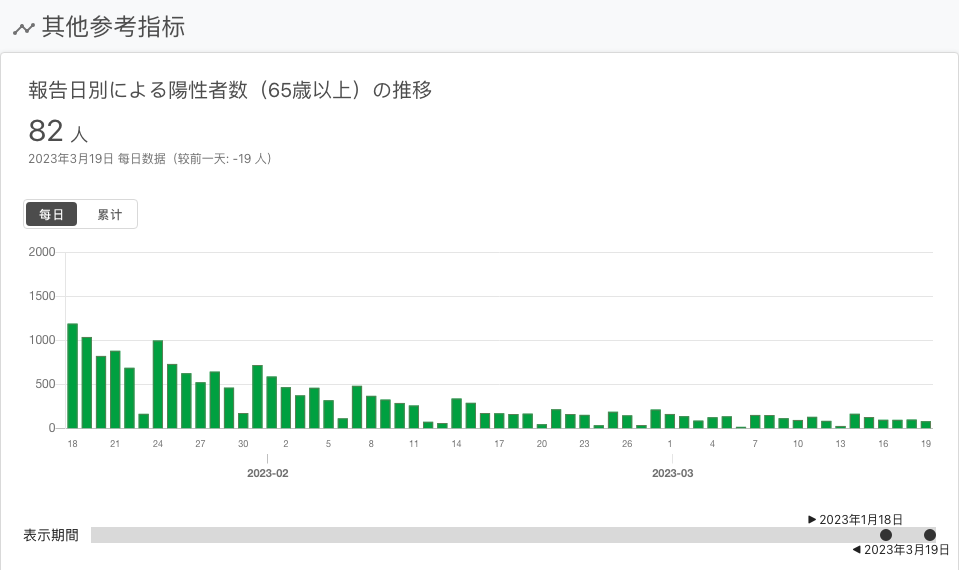 其他参考指标
報告日別による陽性者数（65歳以上）の推移
82 人
2023年3月19日 每日数据（较前一天: -19 人）
每日 累计
2000
1500
1000
500
0
18 21 24 27 30 2 5 8 11 14 17 20 23 26 1 4 7 10 13 16 19
2023-02 2023-03
▶ 2023年1月18日
表示期間
◀ 2023年3月19日